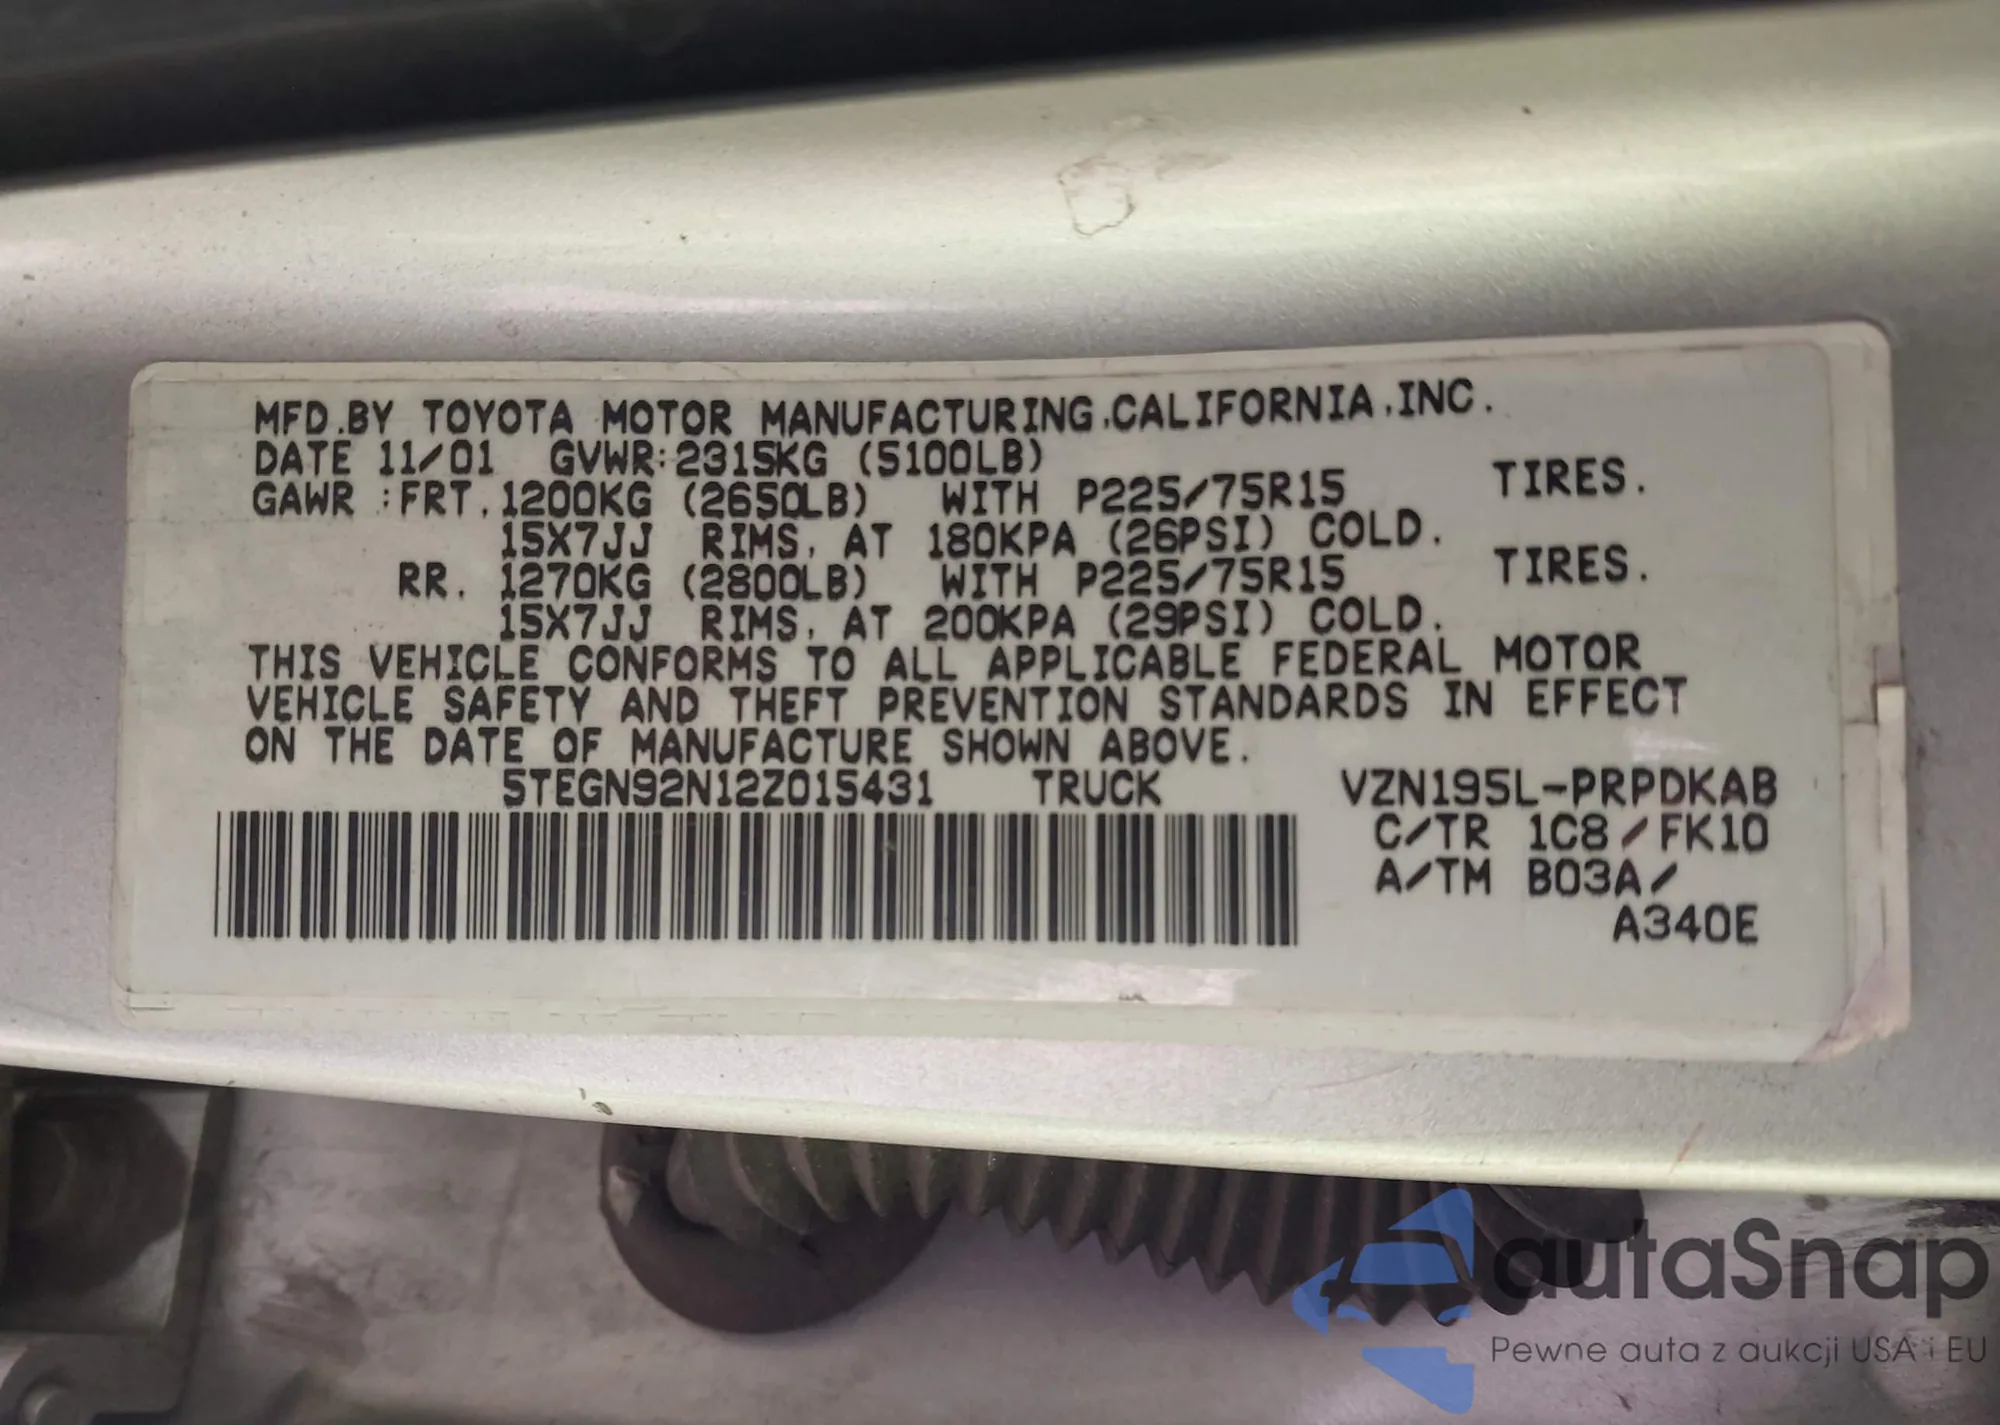 MFD.BY TOYOTA MOTOR MANUFACTURING,CALIFORNIA,INC.
DATE 11/01 GVWR:2315KG (5100LB)
GAWR :FRT. 1200KG (2650LB) WITH P225/75R15 TIRES.
15X7JJ RIMS, AT 180KPA (26PSI) COLD.
RR. 1270KG (2800LB) WITH P225/75R15 TIRES.
15X7JJ RIMS, AT 200KPA (29PSI) COLD.
THIS VEHICLE CONFORMS TO ALL APPLICABLE FEDERAL MOTOR
VEHICLE SAFETY AND THEFT PREVENTION STANDARDS IN EFFECT
ON THE DATE OF MANUFACTURE SHOWN ABOVE.
5TEGN92N12Z015431 TRUCK VZN195L-PRPDKAB
C/TR 1C8/FK10
A/TM B03A/
A340E
autaSnap
Pewne auta z aukcji USA i EU